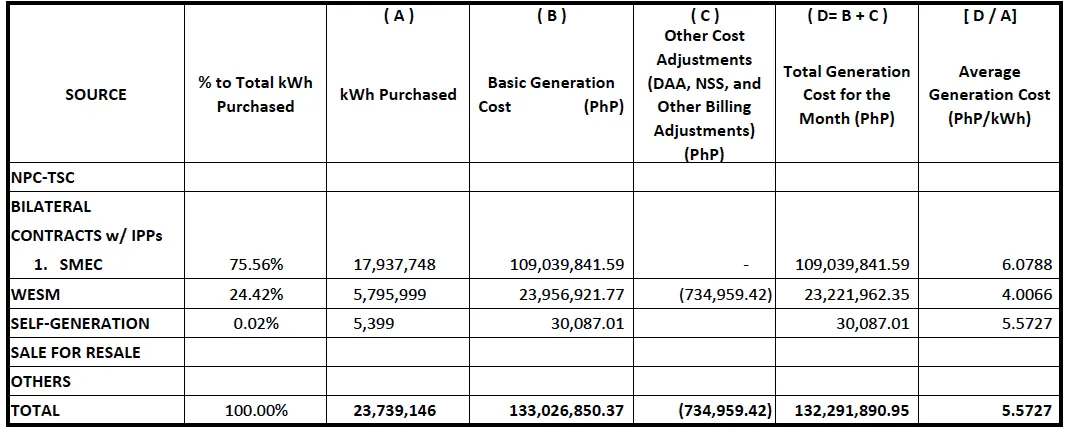 ( A ) ( B ) ( C ) ( D= B + C ) [ D / A]
SOURCE % to Total kWh Purchased kWh Purchased Basic Generation Cost (PhP) Other Cost Adjustments (DAA, NSS, and Other Billing Adjustments) (PhP) Total Generation Cost for the Month (PhP) Average Generation Cost (PhP/kWh)
NPC-TSC
BILATERAL
CONTRACTS w/ IPPs
1. SMEC 75.56% 17,937,748 109,039,841.59 - 109,039,841.59 6.0788
WESM 24.42% 5,795,999 23,956,921.77 (734,959.42) 23,221,962.35 4.0066
SELF-GENERATION 0.02% 5,399 30,087.01 30,087.01 5.5727
SALE FOR RESALE
OTHERS
TOTAL 100.00% 23,739,146 133,026,850.37 (734,959.42) 132,291,890.95 5.5727